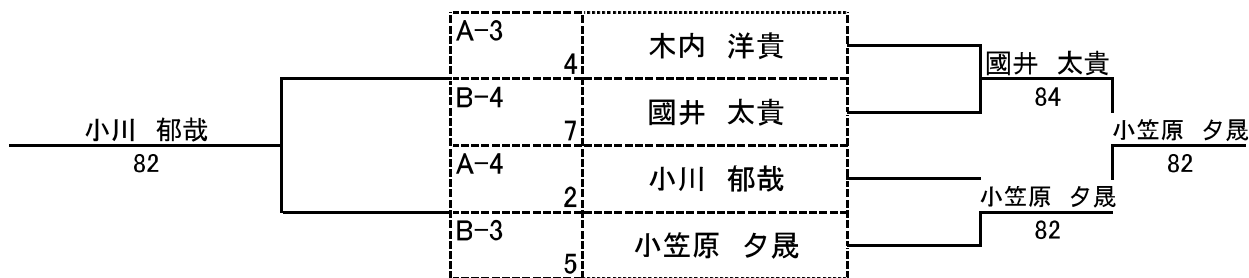 A-3
4
木内 洋貴
B-4
7
國井 太貴
A-4
2
小川 郁哉
B-3
5
小笠原 夕晟
國井 太貴
84
小笠原 夕晟
82
小笠原 夕晟
82
小川 郁哉
82